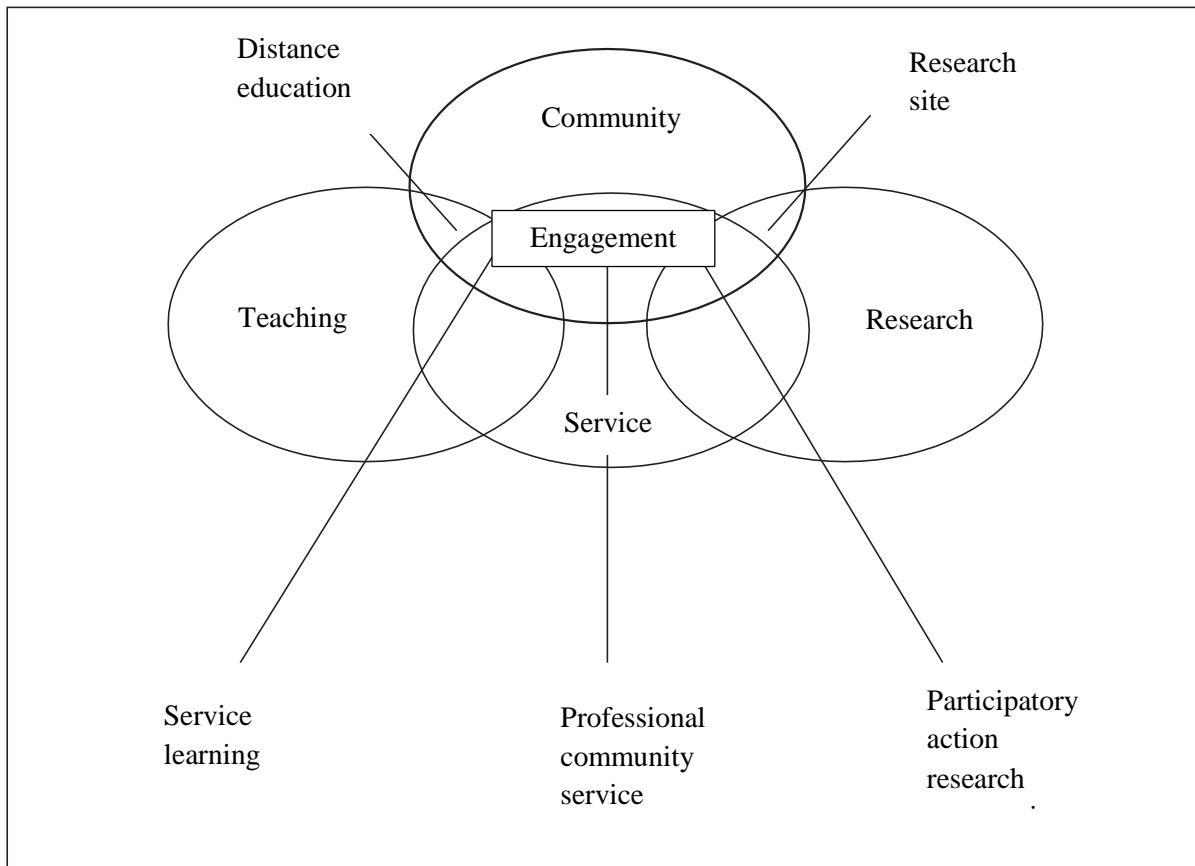 Distance
education
Research
site
Community
Engagement
Teaching
Research
Service
Service
learning
Professional
community
service
Participatory
action
research
.